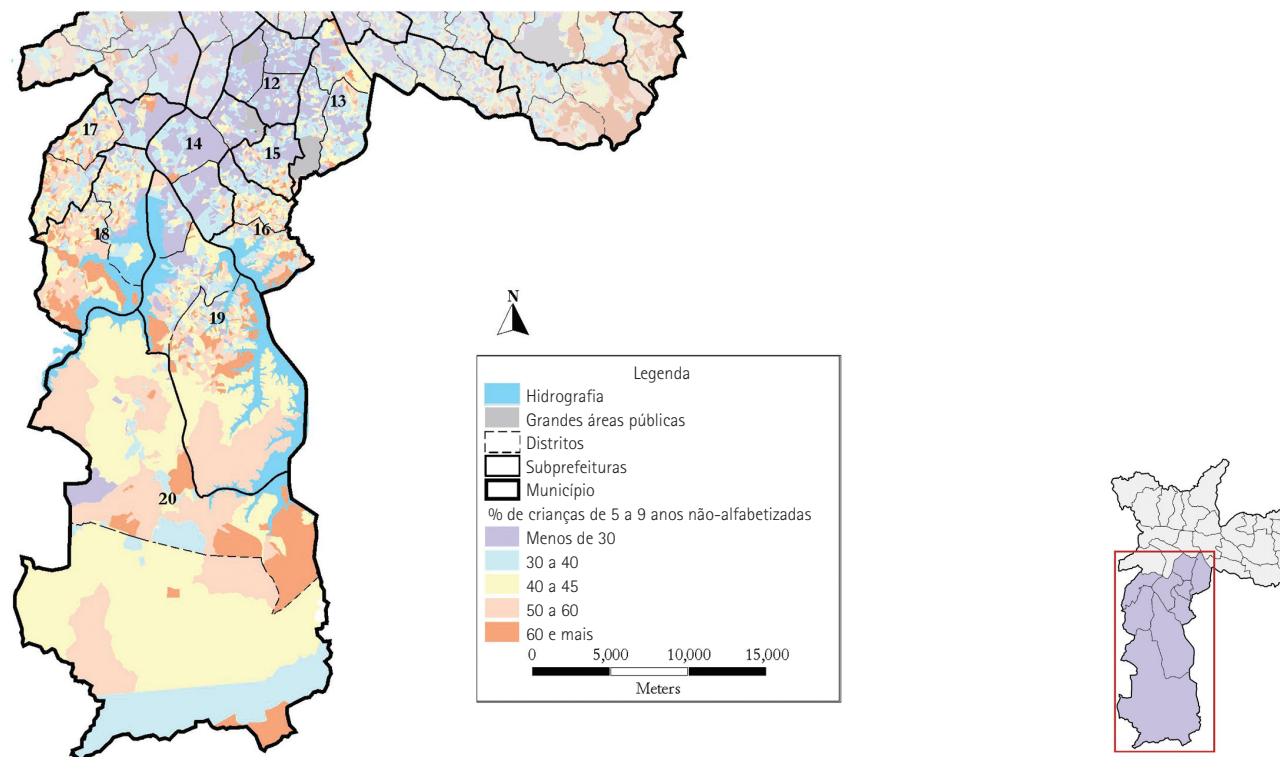 12
13
17
14
15
18
16
19
20
N
Legenda
Hidrografia
Grandes áreas públicas
Distritos
Subprefeituras
Município
% de crianças de 5 a 9 anos não-alfabetizadas
Menos de 30
30 a 40
40 a 45
50 a 60
60 e mais
0 5,000 10,000 15,000
Meters